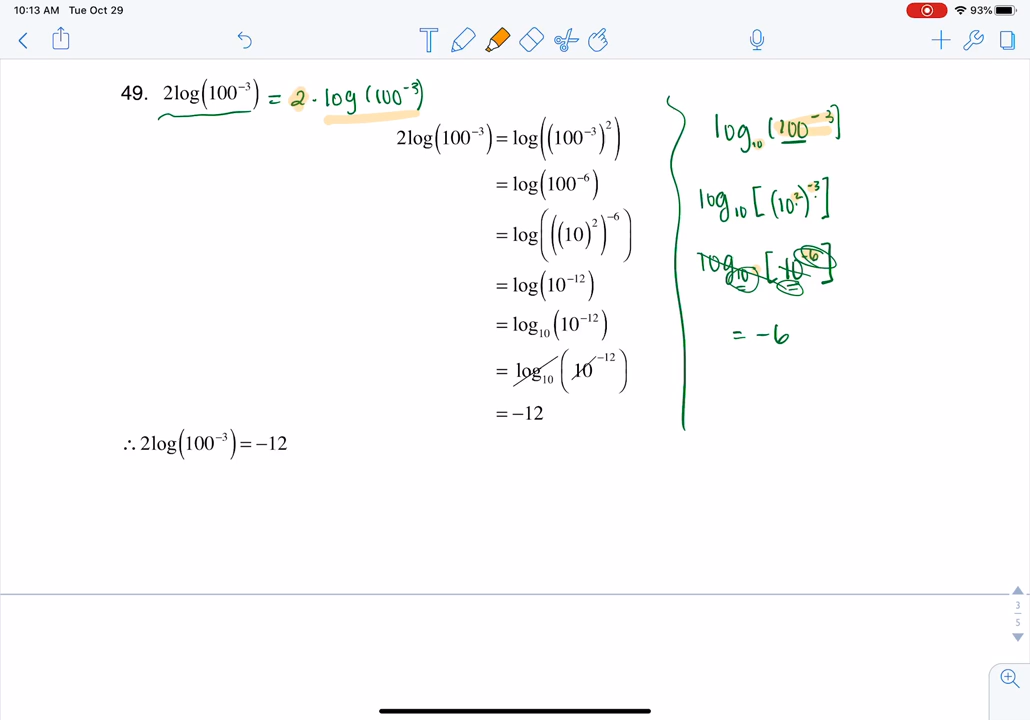 10:13 AM Tue Oct 29
93%
49. 2log(100⁻³) = 2 · log(100⁻³)
2log(100⁻³) = log((100⁻³)²)
= log(100⁻⁶)
= log(((10)²)⁻⁶)
= log(10⁻¹²)
= log₁₀(10⁻¹²)
= log₁₀(10⁻¹²)
= −12
∴ 2log(100⁻³) = −12
log₁₀(100⁻³]
log₁₀[(10²)⁻³]
log₁₀[10⁻⁶]
= −6
3
5